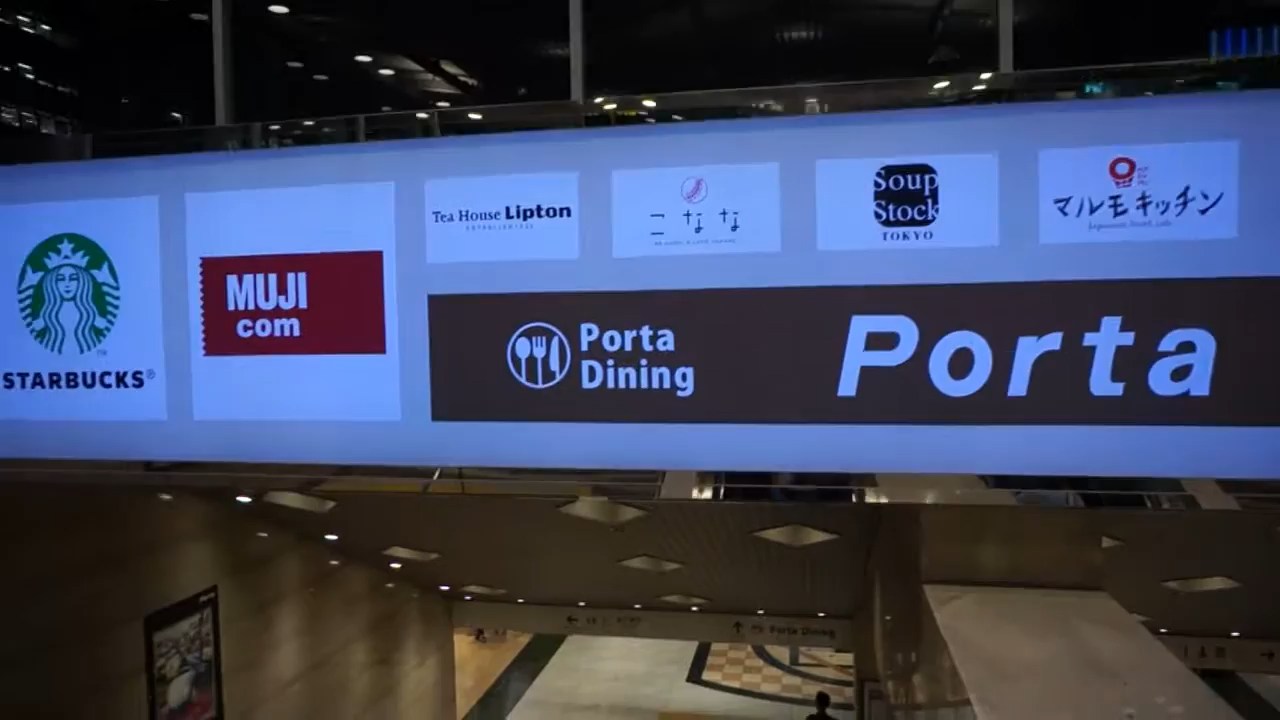 STARBUCKS®
TM
MUJI
com
Tea House Lipton
こなな
Soup
Stock
TOKYO
マルモキッチン
Porta
Dining
Porta
Porta Dining